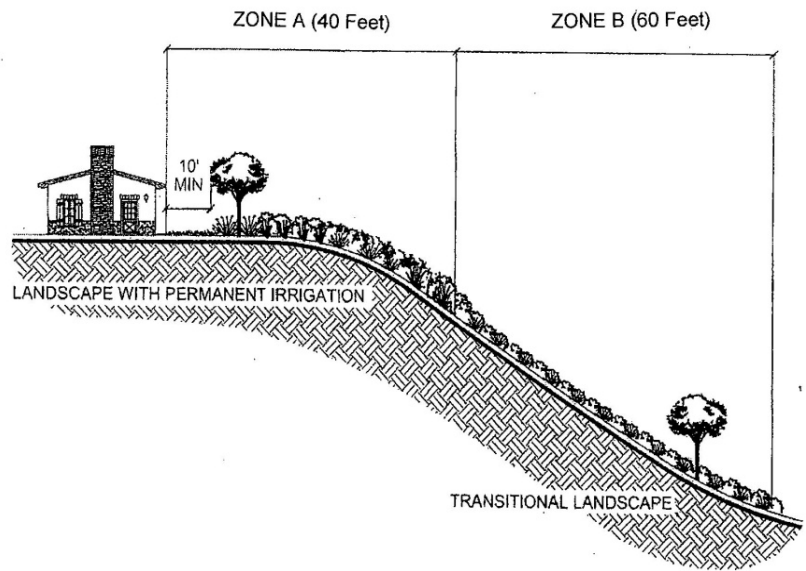 ZONE A (40 Feet)
ZONE B (60 Feet)
10'
MIN
LANDSCAPE WITH PERMANENT IRRIGATION
TRANSITIONAL LANDSCAPE